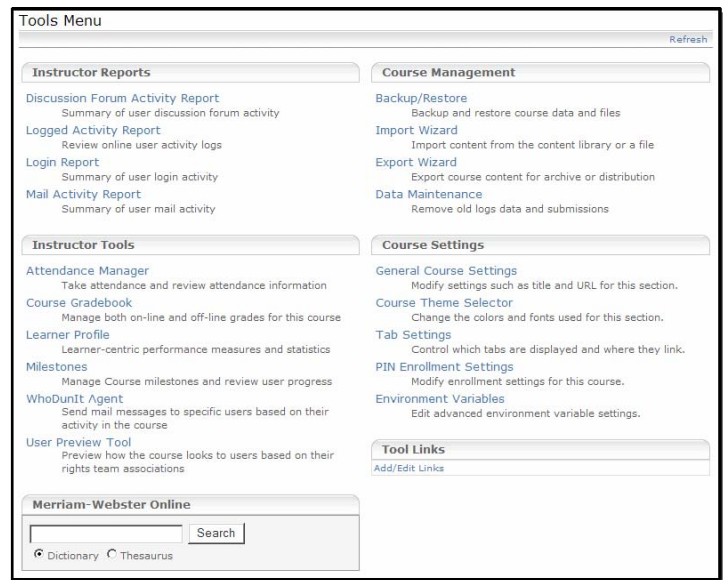 Tools Menu
Refresh
Instructor Reports
Discussion Forum Activity Report
Summary of user discussion forum activity
Logged Activity Report
Review online user activity logs
Login Report
Summary of user login activity
Mail Activity Report
Summary of user mail activity
Course Management
Backup/Restore
Backup and restore course data and files
Import Wizard
Import content from the content library or a file
Export Wizard
Export course content for archive or distribution
Data Maintenance
Remove old logs data and submissions
Instructor Tools
Attendance Manager
Take attendance and review attendance information
Course Gradebook
Manage both on-line and off-line grades for this course
Learner Profile
Learner-centric performance measures and statistics
Milestones
Manage Course milestones and review user progress
WhoDunIt Agent
Send mail messages to specific users based on their
activity in the course
User Preview Tool
Preview how the course looks to users based on their
rights team associations
Course Settings
General Course Settings
Modify settings such as title and URL for this section.
Course Theme Selector
Change the colors and fonts used for this section.
Tab Settings
Control which tabs are displayed and where they link.
PIN Enrollment Settings
Modify enrollment settings for this course.
Environment Variables
Edit advanced environment variable settings.
Tool Links
Add/Edit Links
Merriam-Webster Online
Search
Dictionary Thesaurus